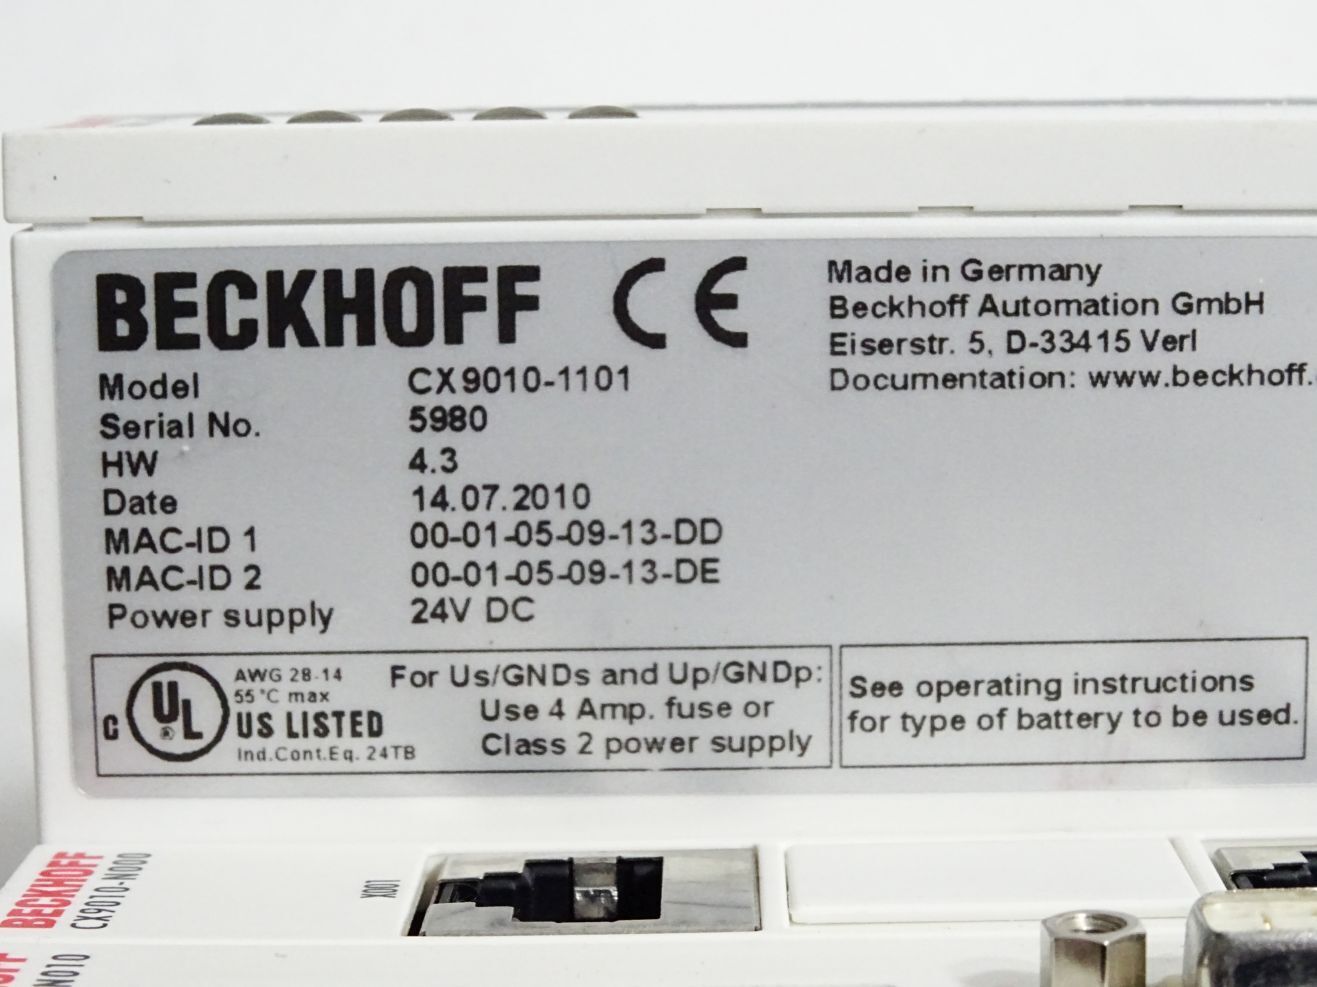 BECKHOFF CE
Made in Germany
Beckhoff Automation GmbH
Eiserstr. 5, D-33415 Verl
Documentation: www.beckhoff.
Model CX9010-1101
Serial No. 5980
HW 4.3
Date 14.07.2010
MAC-ID 1 00-01-05-09-13-DD
MAC-ID 2 00-01-05-09-13-DE
Power supply 24V DC
C UL ®
AWG 28-14
55°C max
US LISTED
Ind.Cont.Eq. 24TB
For Us/GNDs and Up/GNDp:
Use 4 Amp. fuse or
Class 2 power supply
See operating instructions
for type of battery to be used.
BECKHOFF
CX9010-N000
X001
OFF
N010